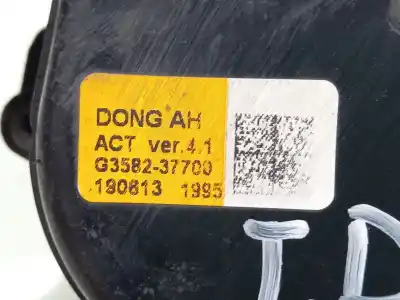 DONG AH
ACT ver.4.1
G3582-37700
190613 1995